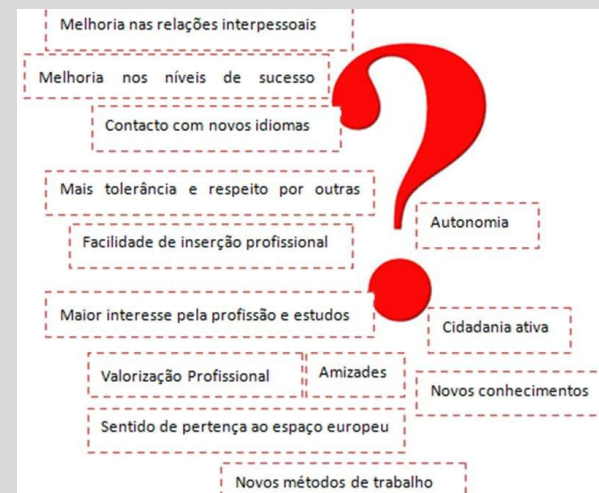 Melhoria nas relações interpessoais
Melhoria nos níveis de sucesso
Contacto com novos idiomas
Mais tolerância e respeito por outras
Autonomia
Facilidade de inserção profissional
Maior interesse pela profissão e estudos
Cidadania ativa
Valorização Profissional
Amizades
Novos conhecimentos
Sentido de pertença ao espaço europeu
Novos métodos de trabalho
?